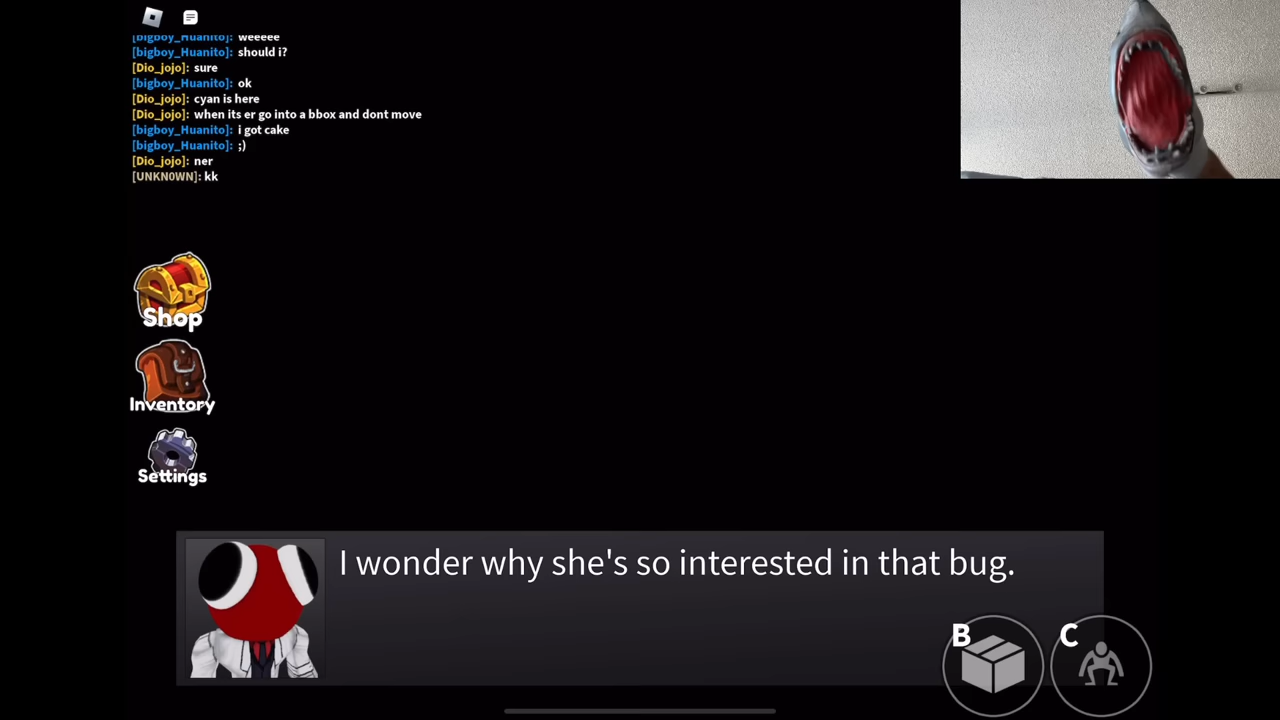 [bigboy_Huanito]: weeeee
[bigboy_Huanito]: should i?
[Dio_jojo]: sure
[bigboy_Huanito]: ok
[Dio_jojo]: cyan is here
[Dio_jojo]: when its er go into a bbox and dont move
[bigboy_Huanito]: i got cake
[bigboy_Huanito]: ;)
[Dio_jojo]: ner
[UNKN0WN]: kk
Shop
Inventory
Settings
I wonder why she's so interested in that bug.
B
C